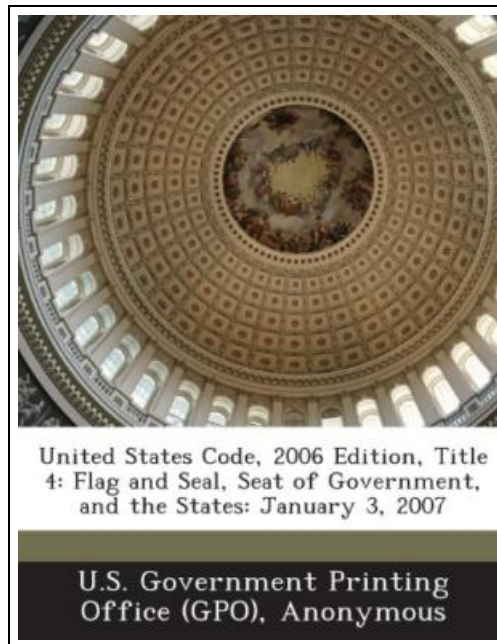 United States Code, 2006 Edition, Title
4: Flag and Seal, Seat of Government,
and the States: January 3, 2007
U.S. Government Printing
Office (GPO), Anonymous